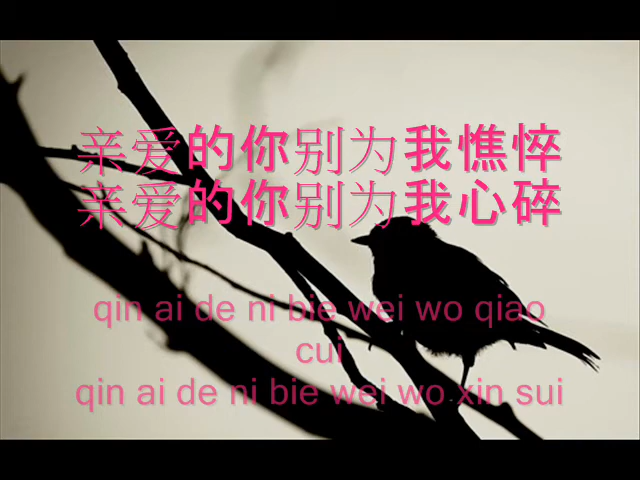 亲爱的你别为我憔悴
亲爱的你别为我心碎
qin ai de ni bie wei wo qiao
cui
qin ai de ni bie wei wo xin sui